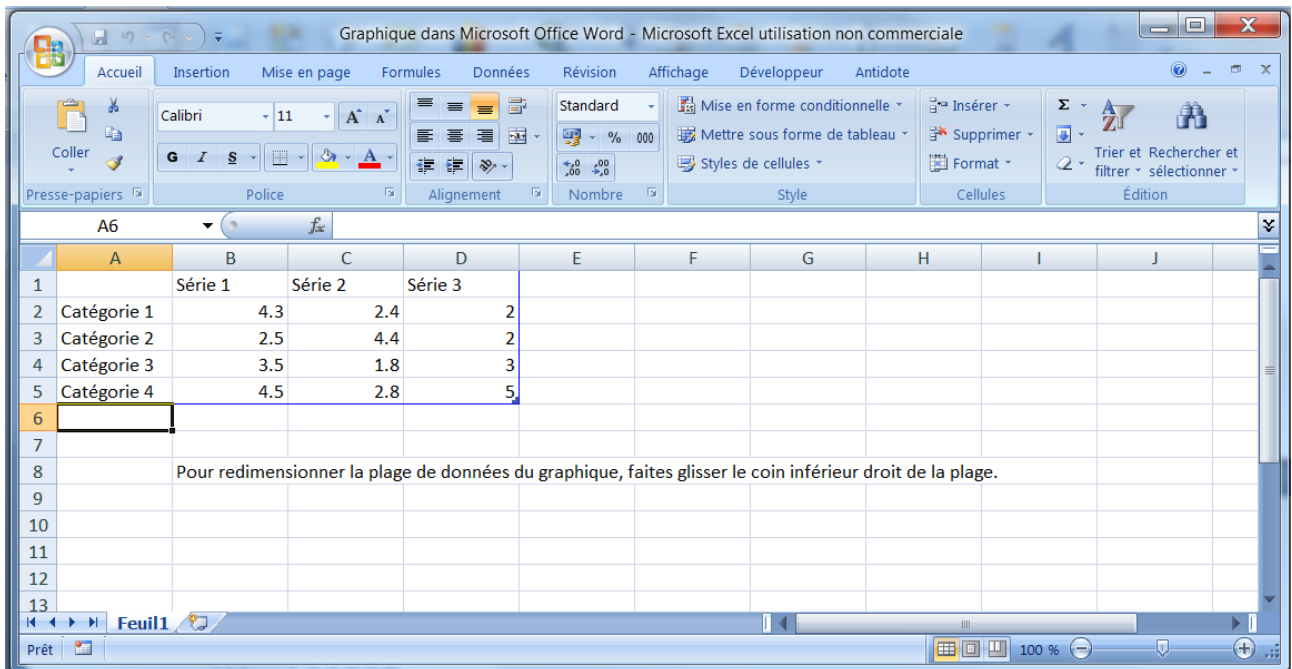 Graphique dans Microsoft Office Word - Microsoft Excel utilisation non commerciale
Accueil Insertion Mise en page Formules Données Révision Affichage Développeur Antidote
Coller
Presse-papiers
Calibri 11 A A
G I S A
Police
Alignement
Standard
% 000
,0 ,00 ,00 ,0
Nombre
Mise en forme conditionnelle
Mettre sous forme de tableau
Styles de cellules
Style
Insérer
Supprimer
Format
Cellules
Σ
Trier et filtrer
Rechercher et sélectionner
Édition
A6 fx
A B C D E F G H I J
1 Série 1 Série 2 Série 3
2 Catégorie 1 4.3 2.4 2
3 Catégorie 2 2.5 4.4 2
4 Catégorie 3 3.5 1.8 3
5 Catégorie 4 4.5 2.8 5
6
7
8 Pour redimensionner la plage de données du graphique, faites glisser le coin inférieur droit de la plage.
9
10
11
12
13
Feuil1
Prêt 100 %